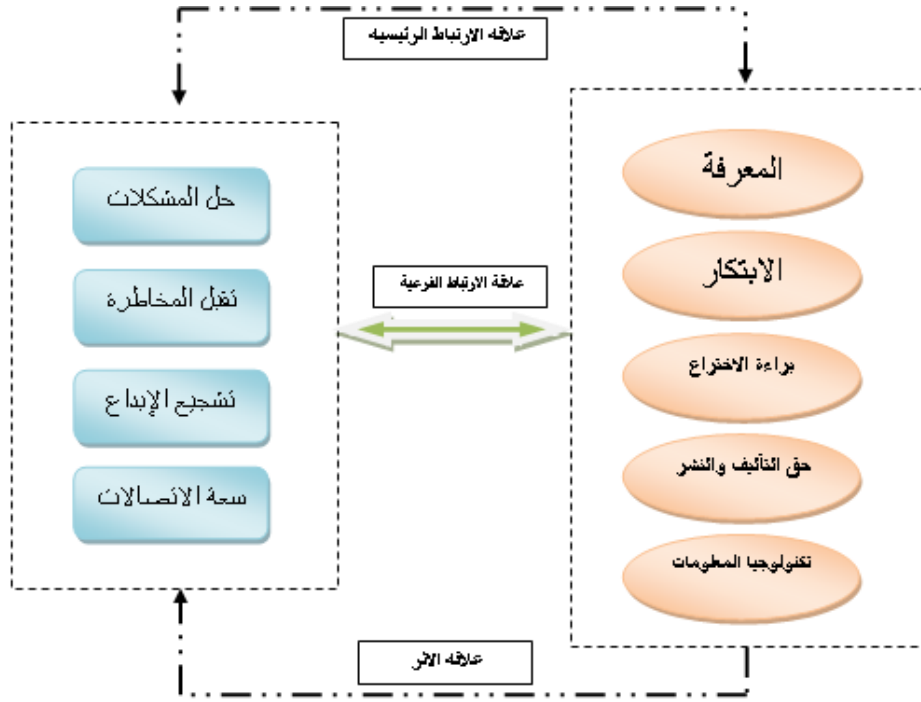 علاقه الارتباط الرئيسيه
المعرفة
الابتكار
براءة الاختراع
حق التأليف والنشر
تكنولوجيا المعلومات
علاقة الارتباط الفرعية
حل المشكلات
تقبل المخاطرة
تشجيع الإبداع
سعة الاتصالات
علاقه الاثر